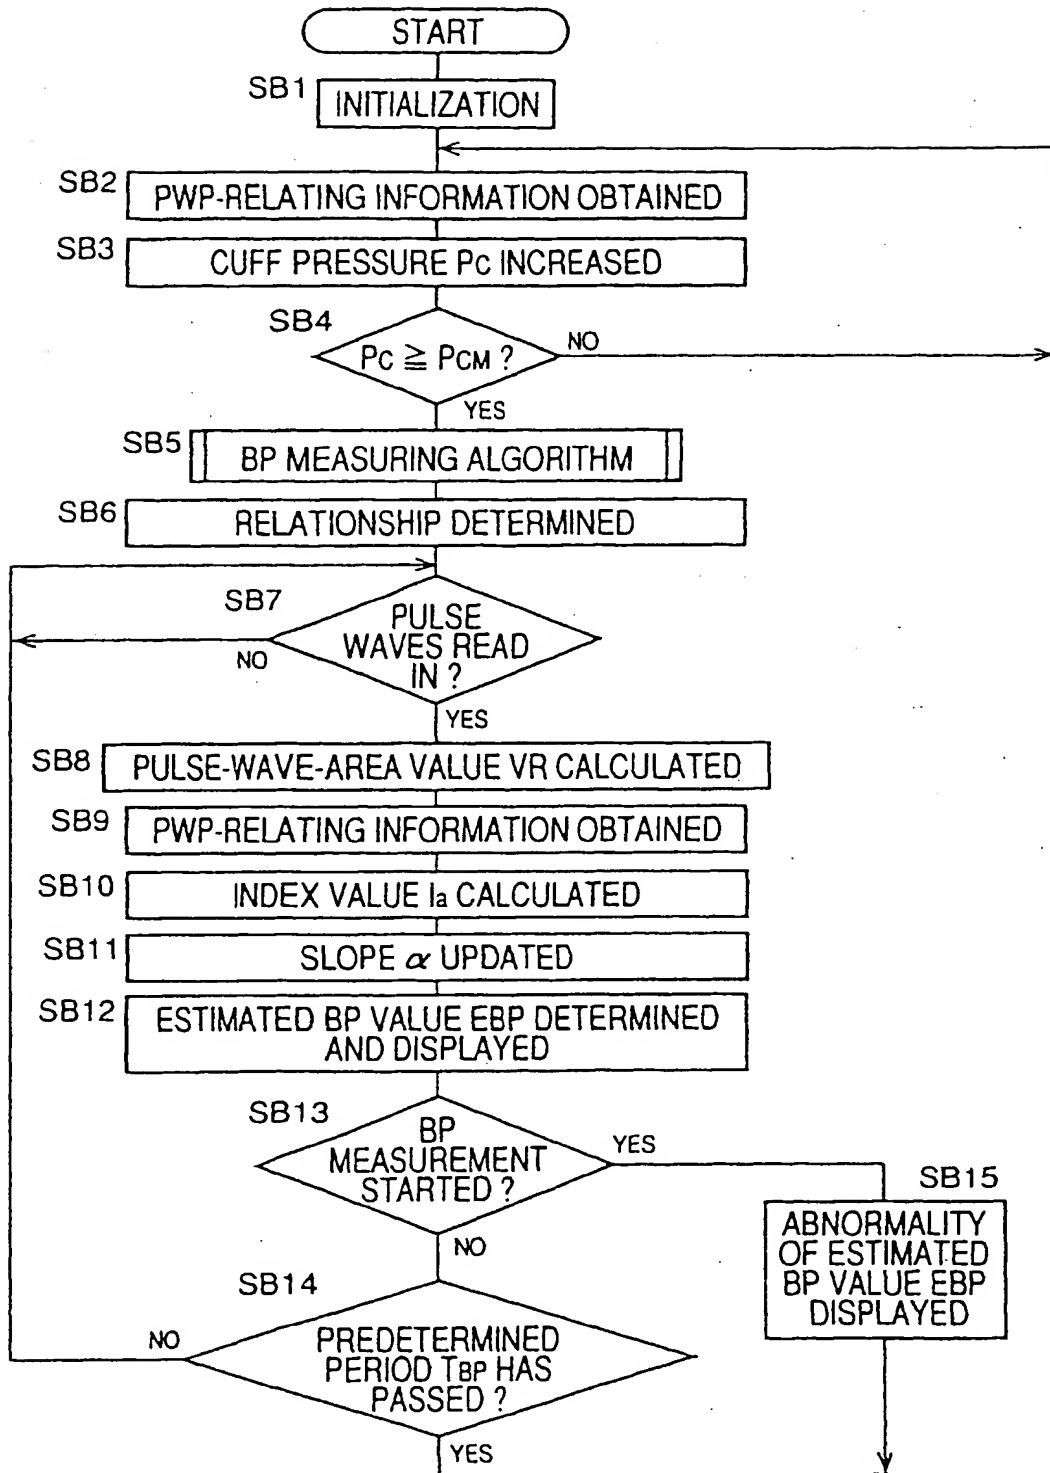 START
SB1
INITIALIZATION
SB2
PWP-RELATING INFORMATION OBTAINED
SB3
CUFF PRESSURE PC INCREASED
SB4
PC ≧ PCM ?
NO
YES
SB5
BP MEASURING ALGORITHM
SB6
RELATIONSHIP DETERMINED
SB7
PULSE
WAVES READ
IN ?
NO
YES
SB8
PULSE-WAVE-AREA VALUE VR CALCULATED
SB9
PWP-RELATING INFORMATION OBTAINED
SB10
INDEX VALUE Ia CALCULATED
SB11
SLOPE α UPDATED
SB12
ESTIMATED BP VALUE EBP DETERMINED
AND DISPLAYED
SB13
BP
MEASUREMENT
STARTED ?
YES
NO
SB15
ABNORMALITY
OF ESTIMATED
BP VALUE EBP
DISPLAYED
SB14
PREDETERMINED
PERIOD TBP HAS
PASSED ?
NO
YES